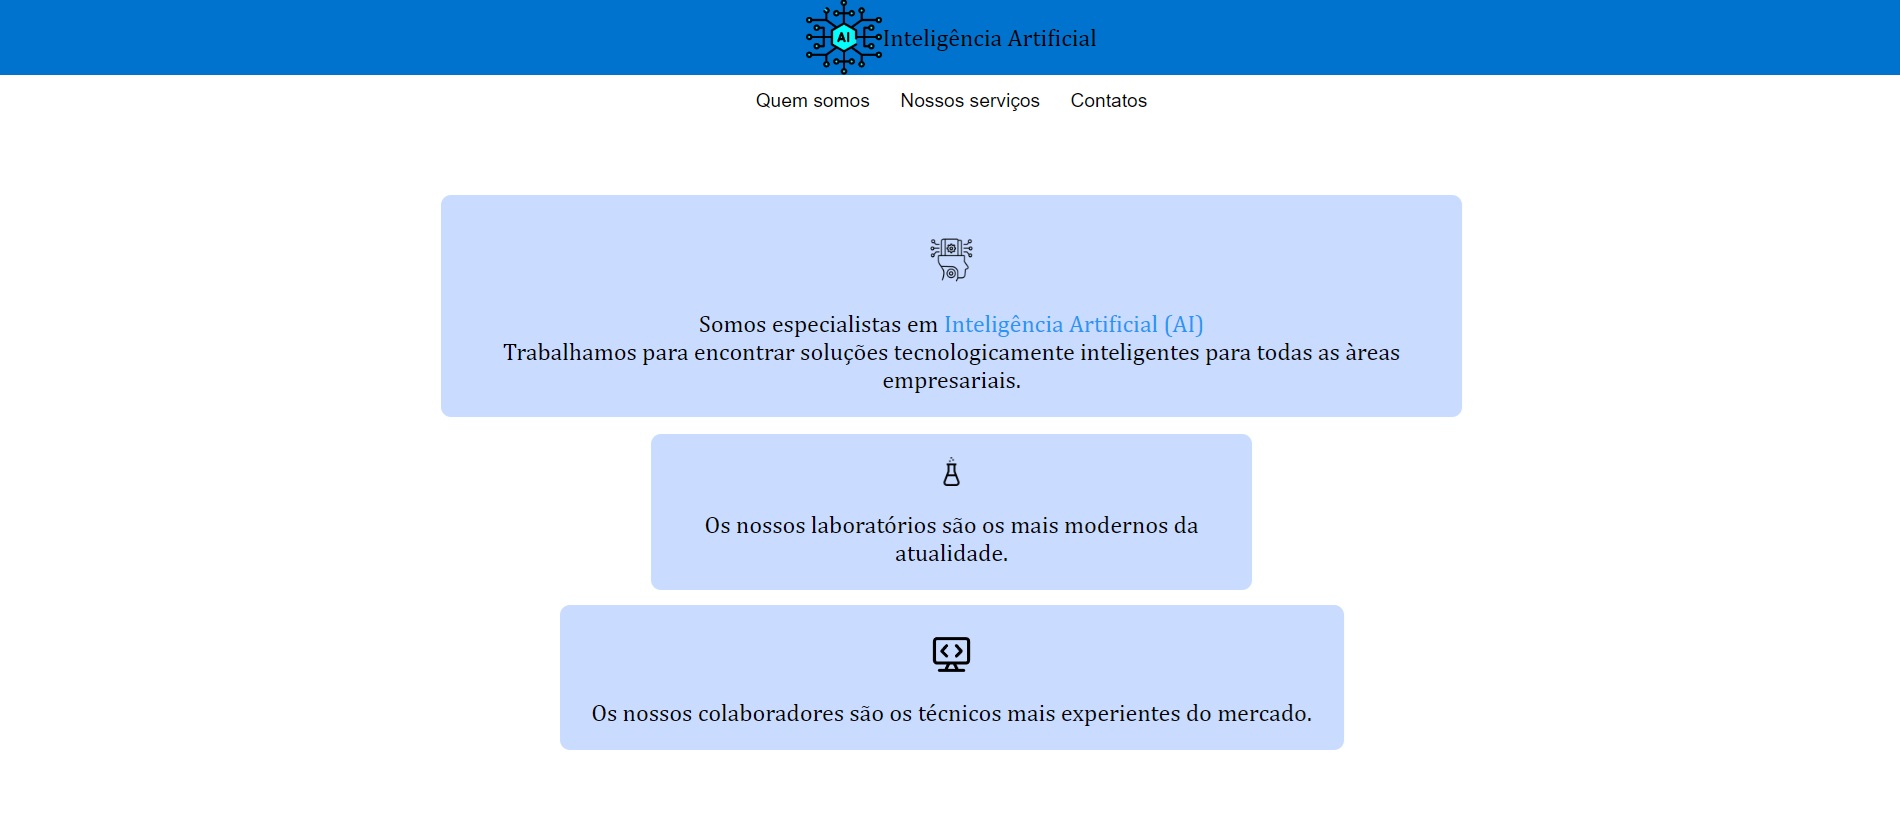 AI
Inteligência Artificial
Quem somos Nossos serviços Contatos
Somos especialistas em Inteligência Artificial (AI)
Trabalhamos para encontrar soluções tecnologicamente inteligentes para todas as àreas
empresariais.
Os nossos laboratórios são os mais modernos da
atualidade.
Os nossos colaboradores são os técnicos mais experientes do mercado.